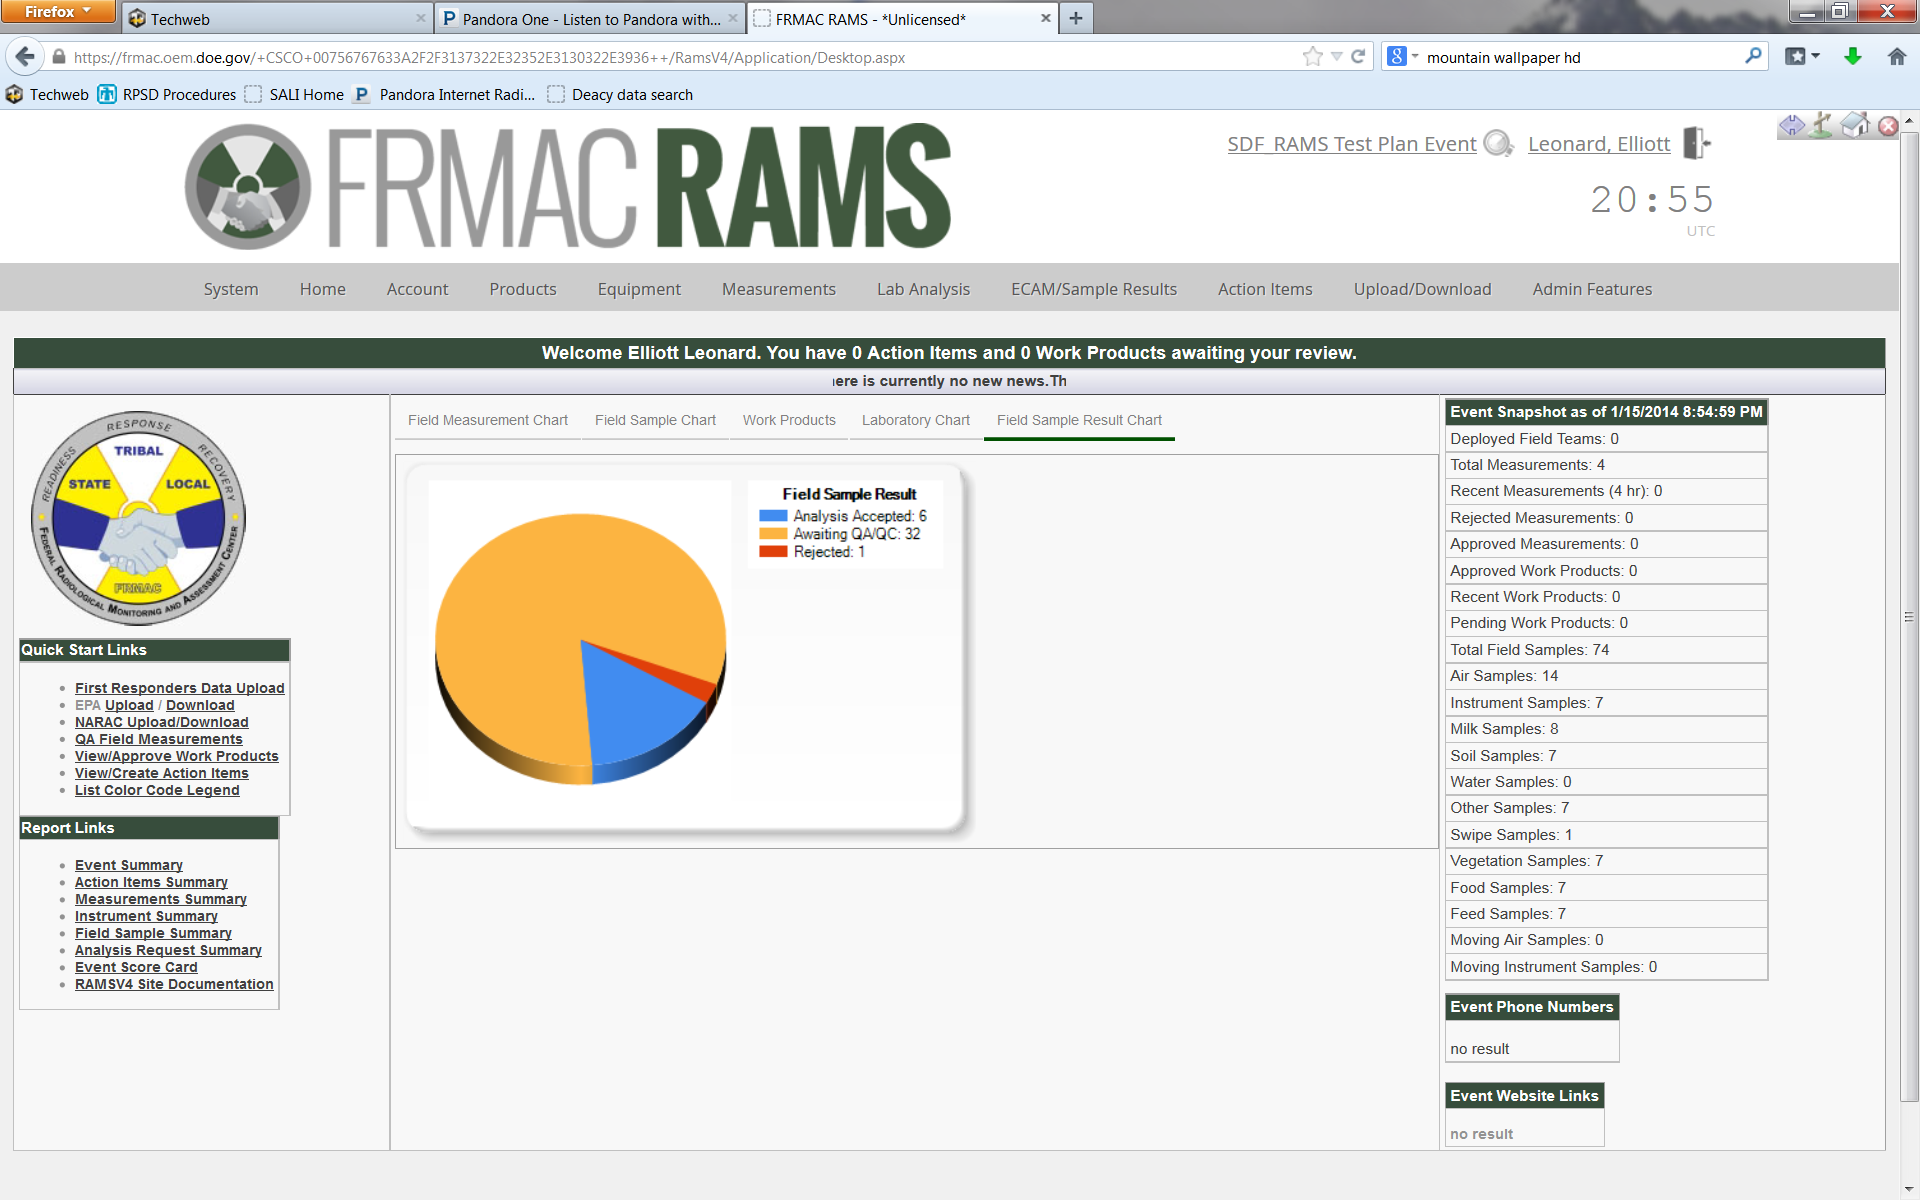 Firefox
Techweb
Pandora One - Listen to Pandora with...
FRMAC RAMS - *Unlicensed*
https://frmac.oem.doe.gov/+CSCO+00756767633A2F2F3137322E32352E3130322E3936++/RamsV4/Application/Desktop.aspx
mountain wallpaper hd
Techweb
RPSD Procedures
SALI Home
Pandora Internet Radi...
Deacy data search
FRMAC RAMS
SDF_RAMS Test Plan Event
Leonard, Elliott
20:55
UTC
System
Home
Account
Products
Equipment
Measurements
Lab Analysis
ECAM/Sample Results
Action Items
Upload/Download
Admin Features
Welcome Elliott Leonard. You have 0 Action Items and 0 Work Products awaiting your review.
here is currently no new news.Th
READINESS RESPONSE RECOVERY
TRIBAL
STATE
LOCAL
FRMAC
FEDERAL RADIOLOGICAL MONITORING AND ASSESSMENT CENTER
Quick Start Links
First Responders Data Upload
EPA Upload / Download
NARAC Upload/Download
QA Field Measurements
View/Approve Work Products
View/Create Action Items
List Color Code Legend
Report Links
Event Summary
Action Items Summary
Measurements Summary
Instrument Summary
Field Sample Summary
Analysis Request Summary
Event Score Card
RAMSV4 Site Documentation
Field Measurement Chart
Field Sample Chart
Work Products
Laboratory Chart
Field Sample Result Chart
Field Sample Result
Analysis Accepted: 6
Awaiting QA/QC: 32
Rejected: 1
Event Snapshot as of 1/15/2014 8:54:59 PM
Deployed Field Teams: 0
Total Measurements: 4
Recent Measurements (4 hr): 0
Rejected Measurements: 0
Approved Measurements: 0
Approved Work Products: 0
Recent Work Products: 0
Pending Work Products: 0
Total Field Samples: 74
Air Samples: 14
Instrument Samples: 7
Milk Samples: 8
Soil Samples: 7
Water Samples: 0
Other Samples: 7
Swipe Samples: 1
Vegetation Samples: 7
Food Samples: 7
Feed Samples: 7
Moving Air Samples: 0
Moving Instrument Samples: 0
Event Phone Numbers
no result
Event Website Links
no result